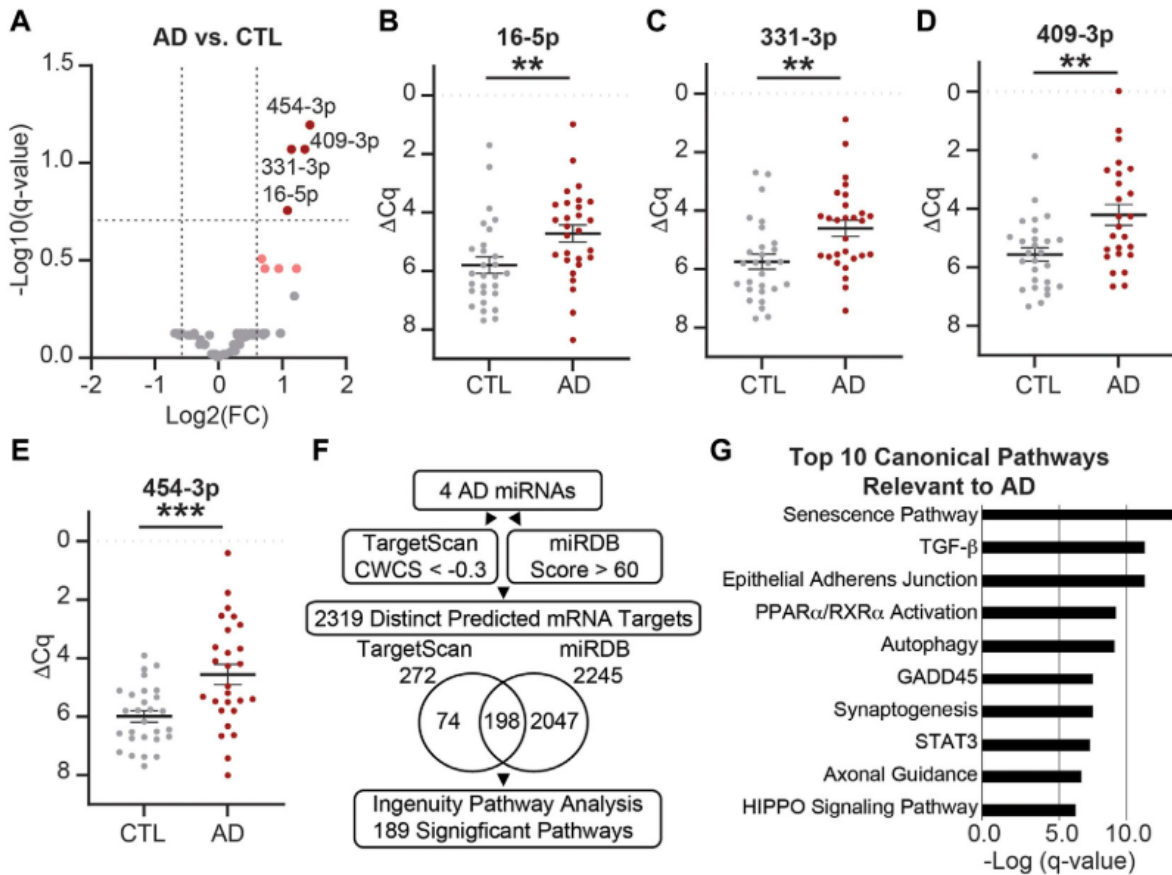 A
AD vs. CTL
1.5
1.0
0.5
0.0
-Log10(q-value)
454-3p
409-3p
331-3p
16-5p
-2
-1
0
1
2
Log2(FC)
B
16-5p
**
0
2
4
6
8
ΔCq
CTL
AD
C
331-3p
**
0
2
4
6
8
ΔCq
CTL
AD
D
409-3p
**
0
2
4
6
8
ΔCq
CTL
AD
E
454-3p
***
0
2
4
6
8
ΔCq
CTL
AD
F
4 AD miRNAs
TargetScan
CWCS < -0.3
miRDB
Score > 60
2319 Distinct Predicted mRNA Targets
TargetScan
272
miRDB
2245
74
198
2047
Ingenuity Pathway Analysis
189 Signigficant Pathways
G
Top 10 Canonical Pathways
Relevant to AD
Senescence Pathway
TGF-β
Epithelial Adherens Junction
PPARα/RXRα Activation
Autophagy
GADD45
Synaptogenesis
STAT3
Axonal Guidance
HIPPO Signaling Pathway
0.0
5.0
10.0
-Log (q-value)